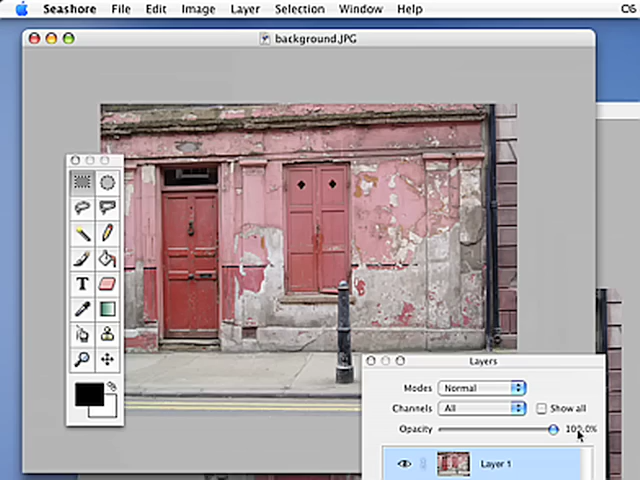 Seashore File Edit Image Layer Selection Window Help
background.JPG
T
Layers
Modes Normal
Channels All Show all
Opacity 100.0%
Layer 1